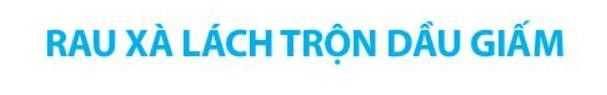 RAU XÀ LÁCH TRỘN DẦU GIẤM